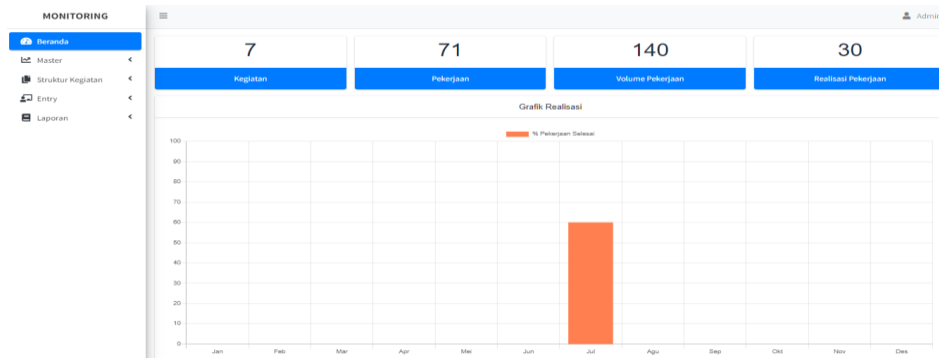 MONITORING
Admin
Beranda
Master
Struktur Kegiatan
Entry
Laporan
7
71
140
30
Kegiatan
Pekerjaan
Volume Pekerjaan
Realisasi Pekerjaan
Grafik Realisasi
% Pekerjaan Selesai
100
90
80
70
60
50
40
30
20
10
0
Jan Feb Mar Apr Mei Jun Jul Agu Sep Okt Nov Des